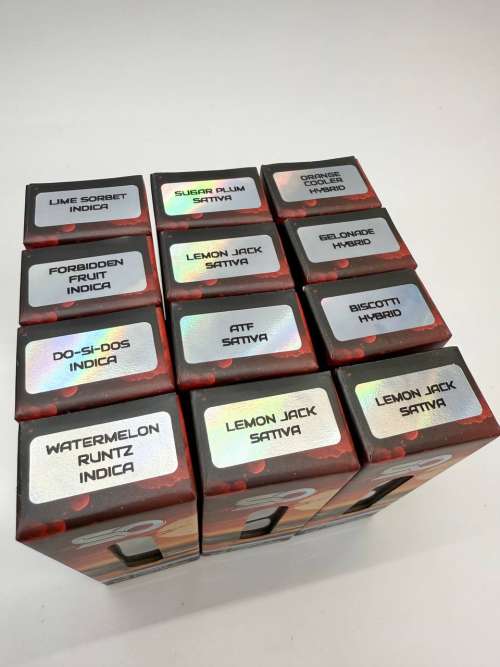 LIME SORBET
INDICA
SUGAR PLUM
SATIVA
ORANGE
COOLER
HYBRID
FORBIDDEN
FRUIT
INDICA
LEMON JACK
SATIVA
GELONADE
HYBRID
DO-Si-DOS
INDICA
ATF
SATIVA
BISCOTTI
HYBRID
WATERMELON
RUNTZ
INDICA
LEMON JACK
SATIVA
LEMON JACK
SATIVA